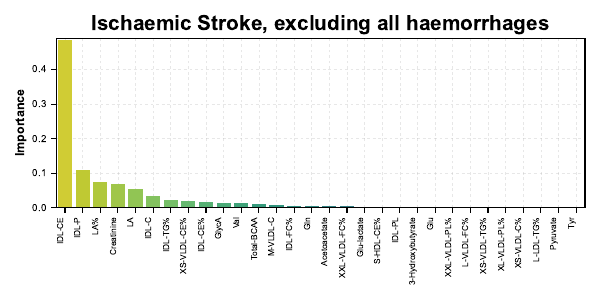 Ischaemic Stroke, excluding all haemorrhages
Importance
0.4
0.3
0.2
0.1
0.0
IDL-CE
IDL-P
LA%
Creatinine
LA
IDL-C
IDL-TG%
XS-VLDL-CE%
IDL-CE%
GlycA
Val
Total-BCAA
M-VLDL-C
IDL-FC%
Gln
Acetoacetate
XXL-VLDL-FC%
Glu-lactate
S-HDL-CE%
IDL-PL
3-Hydroxybutyrate
Glu
XXL-VLDL-PL%
L-VLDL-FC%
XS-VLDL-TG%
XL-VLDL-PL%
XS-VLDL-C%
L-LDL-TG%
Pyruvate
Tyr